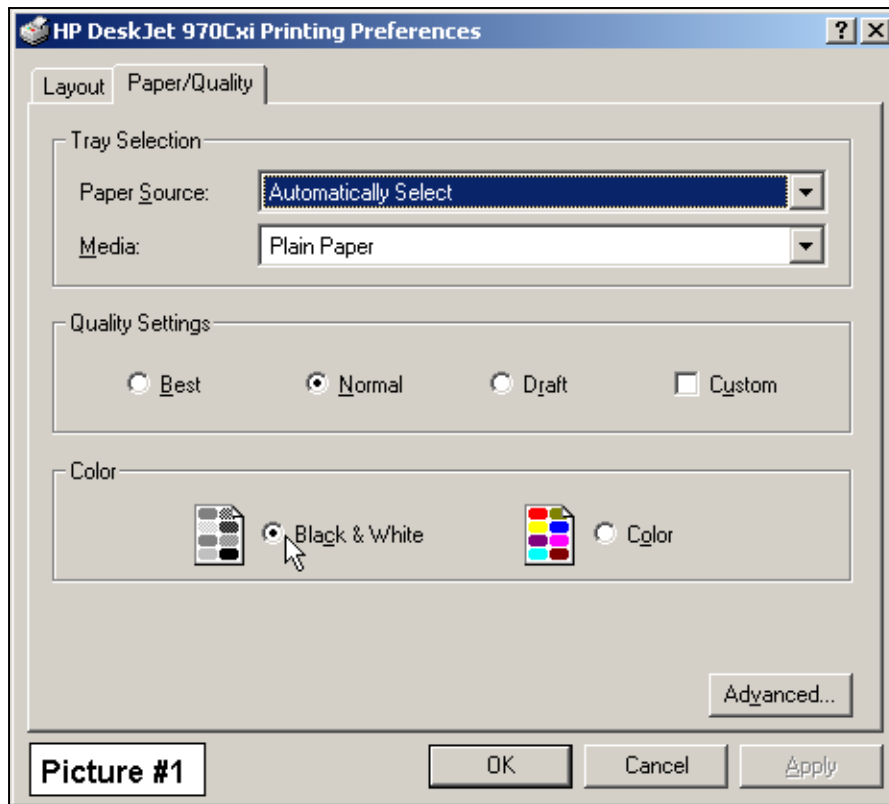 HP DeskJet 970Cxi Printing Preferences
Layout Paper/Quality
Tray Selection
Paper Source: Automatically Select
Media: Plain Paper
Quality Settings
Best Normal Draft Custom
Color
Black & White Color
Advanced...
Picture #1 OK Cancel Apply